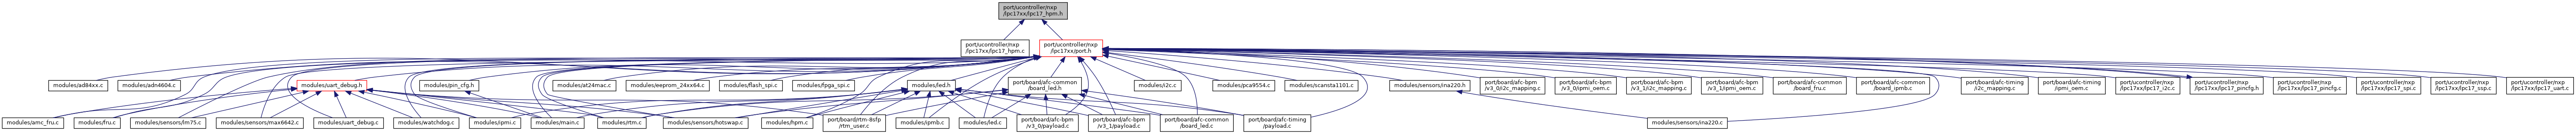 port/ucontroller/nxp
/lpc17xx/lpc17_hpm.h
port/ucontroller/nxp
/lpc17xx/lpc17_hpm.c
port/ucontroller/nxp
/lpc17xx/port.h
modules/ad84xx.c
modules/adn4604.c
modules/uart_debug.h
modules/pin_cfg.h
modules/at24mac.c
modules/eeprom_24xx64.c
modules/flash_spi.c
modules/fpga_spi.c
modules/led.h
port/board/afc-common
/board_led.h
modules/i2c.c
modules/pca9554.c
modules/scansta1101.c
modules/sensors/ina220.h
port/board/afc-bpm
/v3_0/i2c_mapping.c
port/board/afc-bpm
/v3_0/ipmi_oem.c
port/board/afc-bpm
/v3_1/i2c_mapping.c
port/board/afc-bpm
/v3_1/ipmi_oem.c
port/board/afc-common
/board_fru.c
port/board/afc-common
/board_ipmb.c
port/board/afc-timing
/i2c_mapping.c
port/board/afc-timing
/ipmi_oem.c
port/ucontroller/nxp
/lpc17xx/lpc17_i2c.c
port/ucontroller/nxp
/lpc17xx/lpc17_pincfg.h
port/ucontroller/nxp
/lpc17xx/lpc17_pincfg.c
port/ucontroller/nxp
/lpc17xx/lpc17_spi.c
port/ucontroller/nxp
/lpc17xx/lpc17_ssp.c
port/ucontroller/nxp
/lpc17xx/lpc17_uart.c
modules/amc_fru.c
modules/fru.c
modules/sensors/lm75.c
modules/sensors/max6642.c
modules/uart_debug.c
modules/watchdog.c
modules/ipmi.c
modules/main.c
modules/rtm.c
modules/sensors/hotswap.c
modules/hpm.c
port/board/rtm-8sfp
/rtm_user.c
modules/ipmb.c
modules/led.c
port/board/afc-bpm
/v3_0/payload.c
port/board/afc-bpm
/v3_1/payload.c
port/board/afc-common
/board_led.c
port/board/afc-timing
/payload.c
modules/sensors/ina220.c